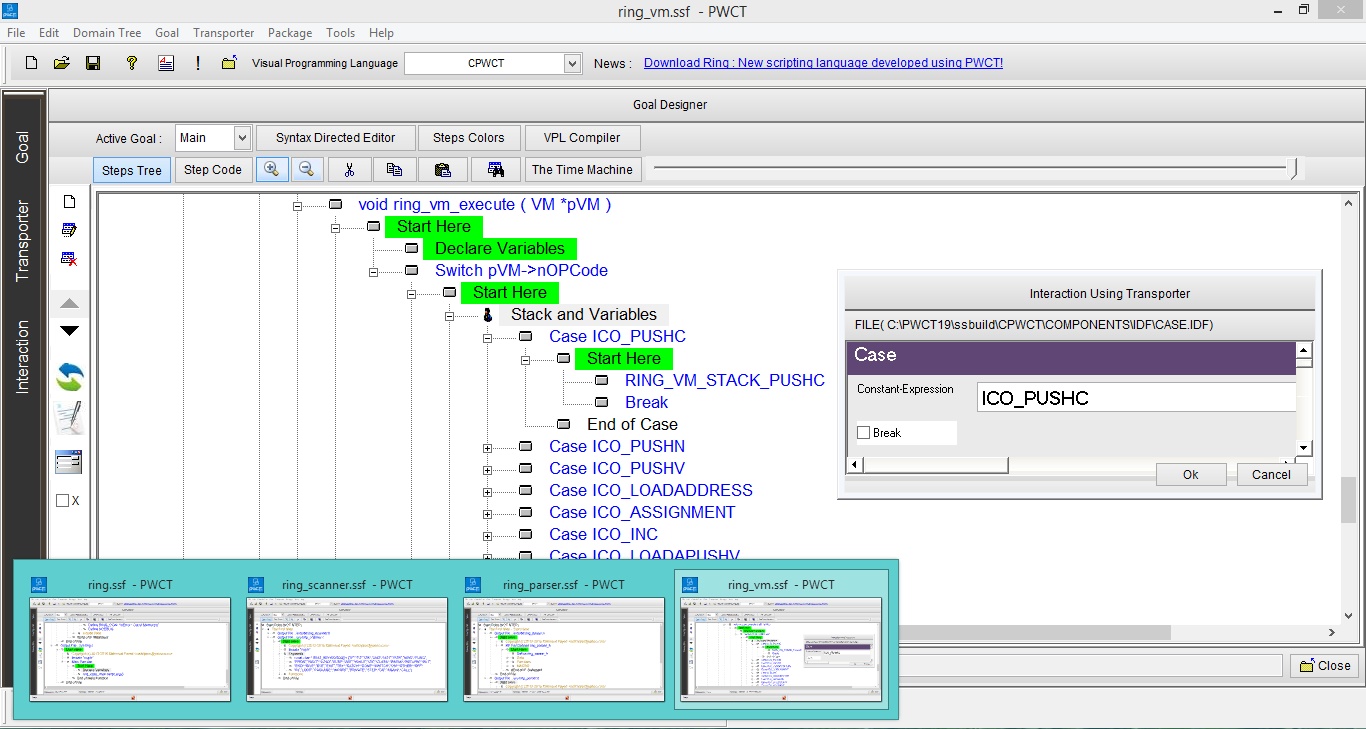 ring_vm.ssf - PWCT
File Edit Domain Tree Goal Transporter Package Tools Help
Visual Programming Language CPWCT News : Download Ring : New scripting language developed using PWCT!
Goal Designer
Active Goal : Main Syntax Directed Editor Steps Colors VPL Compiler
Steps Tree Step Code The Time Machine
Goal
Transporter
Interaction
X
void ring_vm_execute ( VM *pVM )
Start Here
Declare Variables
Switch pVM->nOPCode
Start Here
Stack and Variables
Case ICO_PUSHC
Start Here
RING_VM_STACK_PUSHC
Break
End of Case
Case ICO_PUSHN
Case ICO_PUSHV
Case ICO_LOADADDRESS
Case ICO_ASSIGNMENT
Case ICO_INC
Case ICO_LOADAPUSHV
Interaction Using Transporter
FILE( C:\PWCT19\ssbuild\CPWCT\COMPONENTS\IDF\CASE.IDF)
Case
Constant-Expression ICO_PUSHC
Break
Ok Cancel
ring.ssf - PWCT
ring_scanner.ssf - PWCT
ring_parser.ssf - PWCT
ring_vm.ssf - PWCT
Close